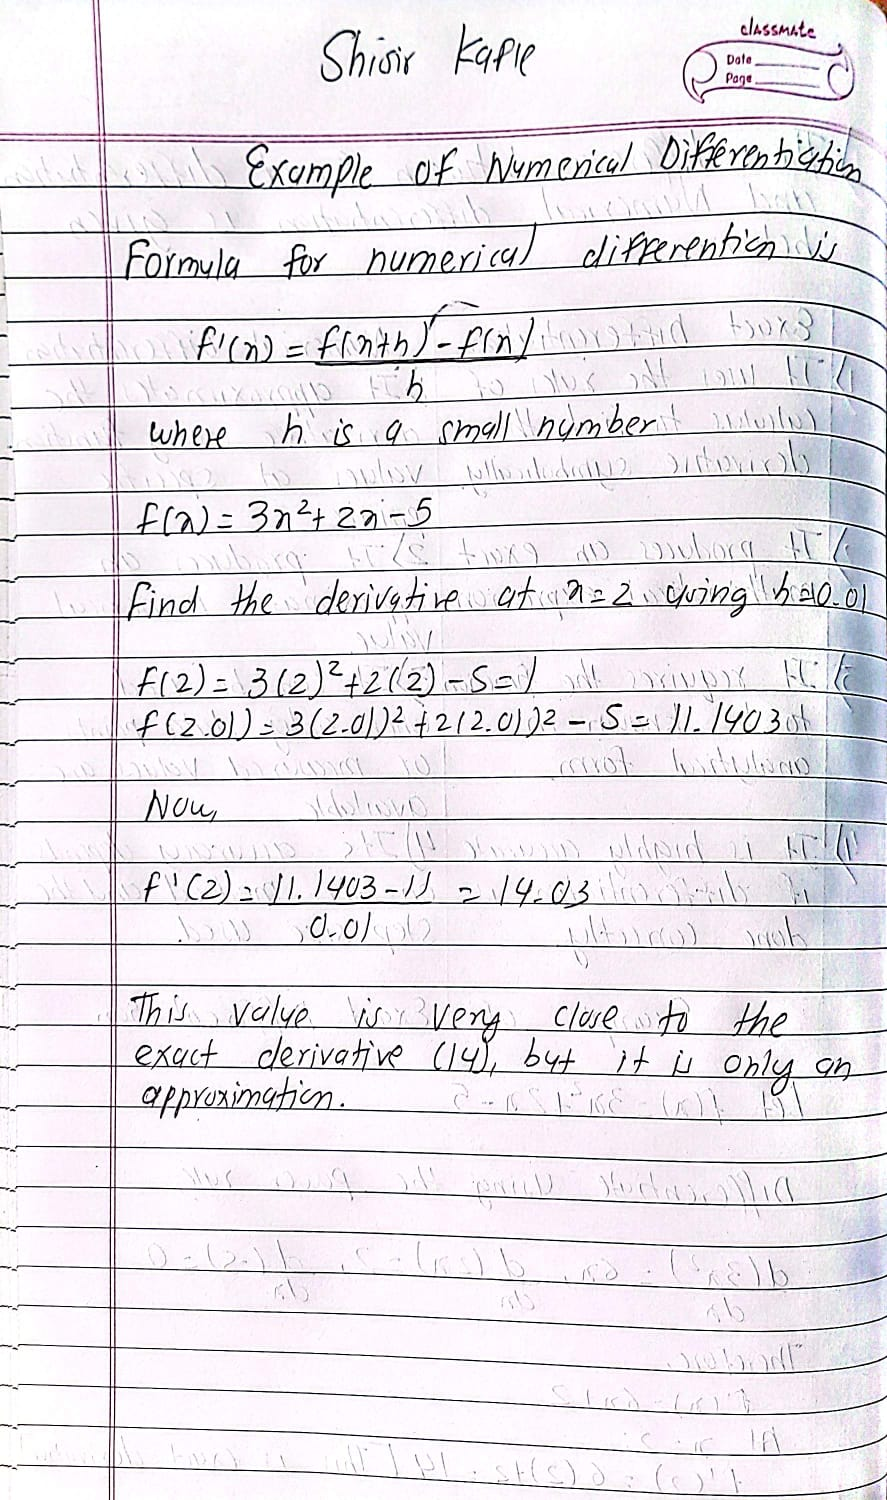 Shisir Kafle
classmate
Date
Page
Example of Numerical Differentiation
Formula for numerical differention is
f'(x) = f(x+h) - f(x)
h
where h is a small number
f(x) = 3x²+ 2x-5
Find the derivative at x=2 using h=0.01
f(2) = 3(2)²+2(2)-5=11
f(2.01) = 3(2.01)²+2(2.01)2 - 5 = 11.1403
Now,
f'(2) = 11.1403-11 = 14.03
0.01
This value is very close to the
exact derivative (14), but it is only an
approximation.